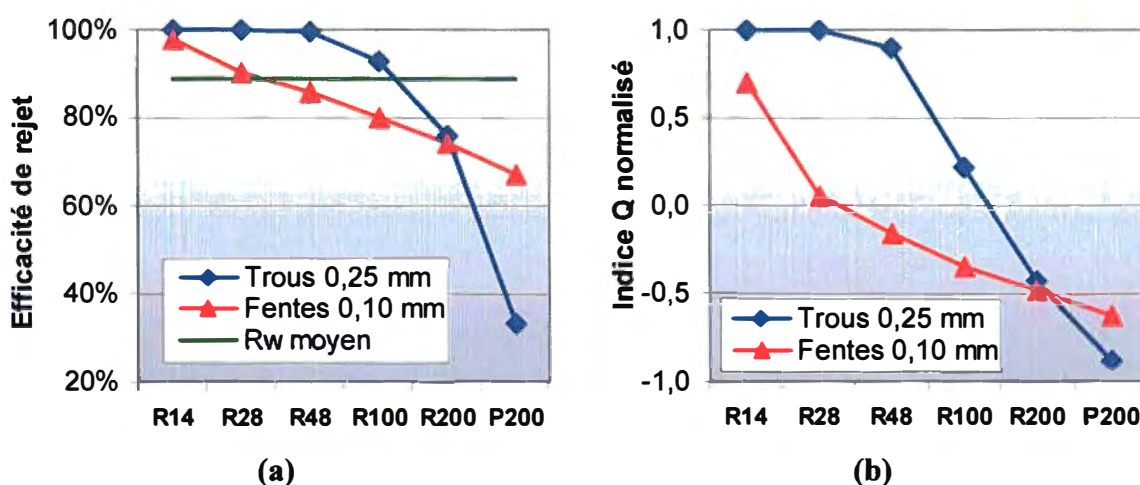 100%
80%
60%
40%
20%
Efficacité de rejet
Trous 0,25 mm
Fentes 0,10 mm
Rw moyen
R14 R28 R48 R100 R200 P200
(a)
1,0
0,5
0,0
-0,5
-1,0
Indice Q normalisé
Trous 0,25 mm
Fentes 0,10 mm
R14 R28 R48 R100 R200 P200
(b)